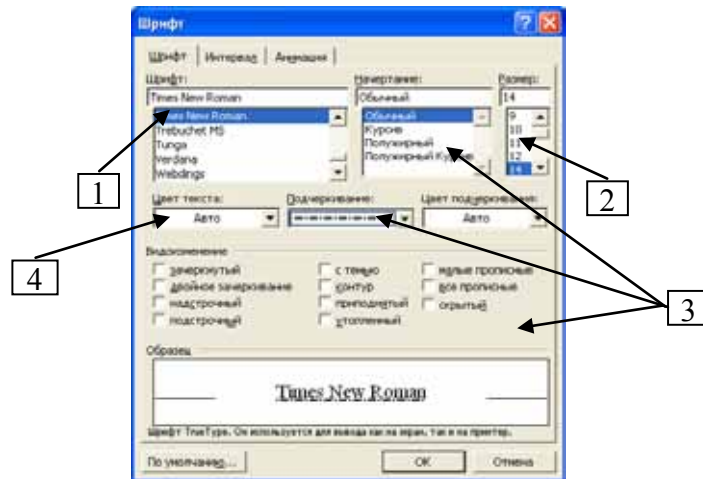 Шрифт
Шрифт Интервал Анимация
Шрифт: Начертание: Размер:
Times New Roman Обычный 14
Times New Roman Обычный 9
Trebuchet MS Курсив 10
Tunga Полужирный 11
Verdana Полужирный Курсив 12
Webdings 14
1
2
Цвет текста: Подчеркивание: Цвет подчеркивания:
Авто Авто
4
Видоизменение
зачеркнутый с тенью малые прописные
двойное зачеркивание контур все прописные
надстрочный приподнятый скрытый
подстрочный утопленный
3
Образец
Times New Roman
Шрифт TrueType. Он используется для вывода как на экран, так и на принтер.
По умолчанию... ОК Отмена